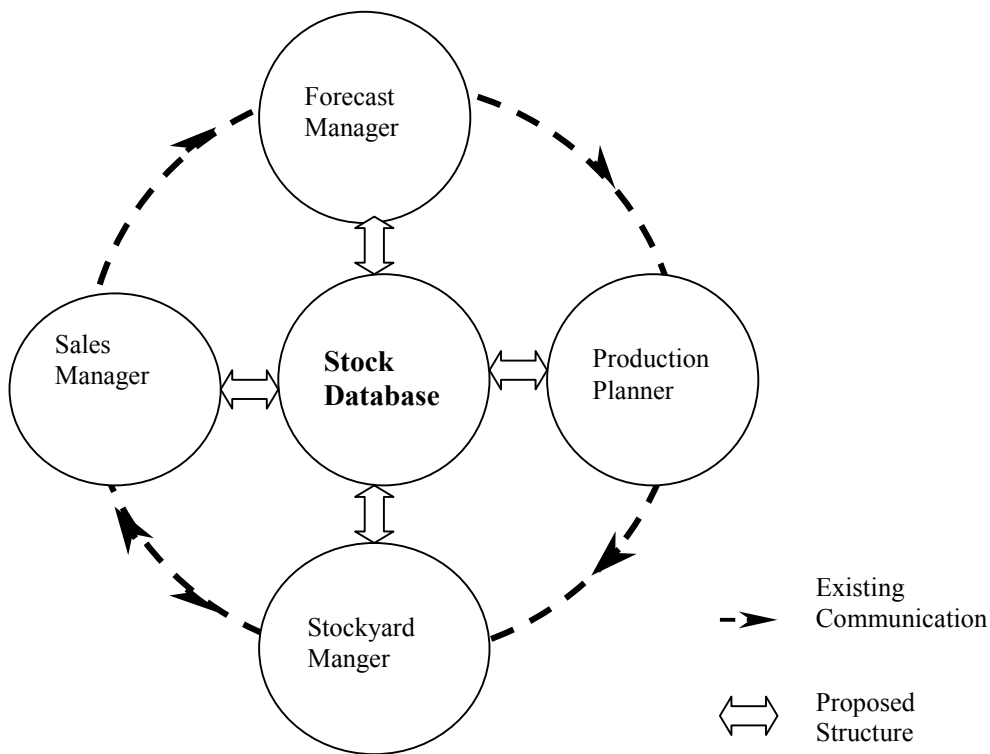 Forecast
Manager
Sales
Manager
Stock
Database
Production
Planner
Stockyard
Manger
Existing
Communication
Proposed
Structure